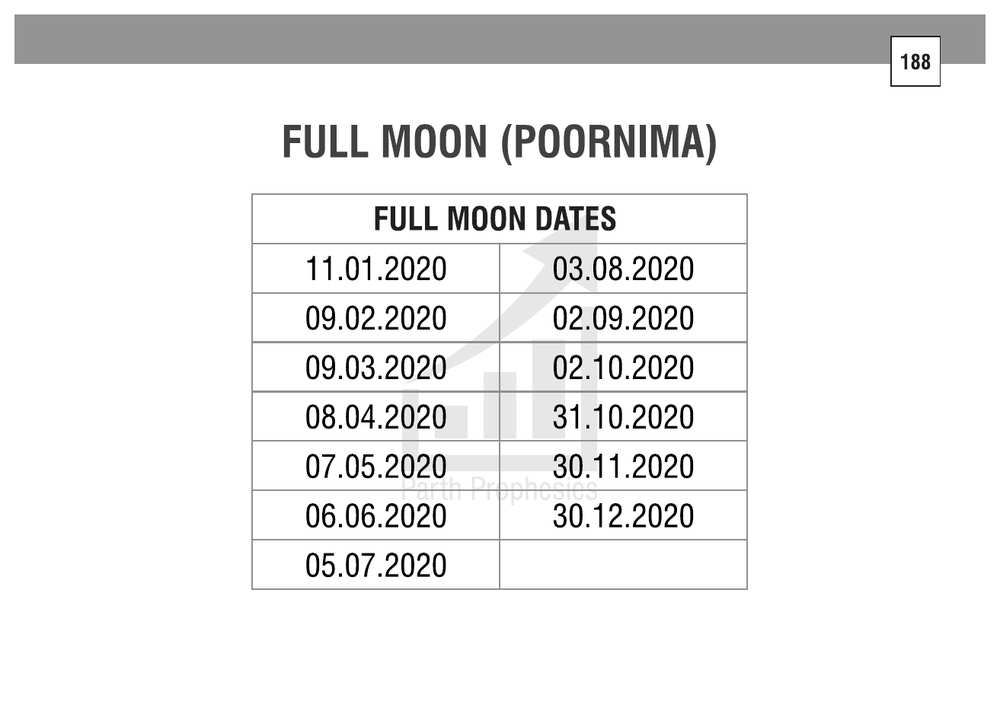 188
FULL MOON (POORNIMA)
FULL MOON DATES
11.01.2020 03.08.2020
09.02.2020 02.09.2020
09.03.2020 02.10.2020
08.04.2020 31.10.2020
07.05.2020 30.11.2020
Parth Prophesies
06.06.2020 30.12.2020
05.07.2020